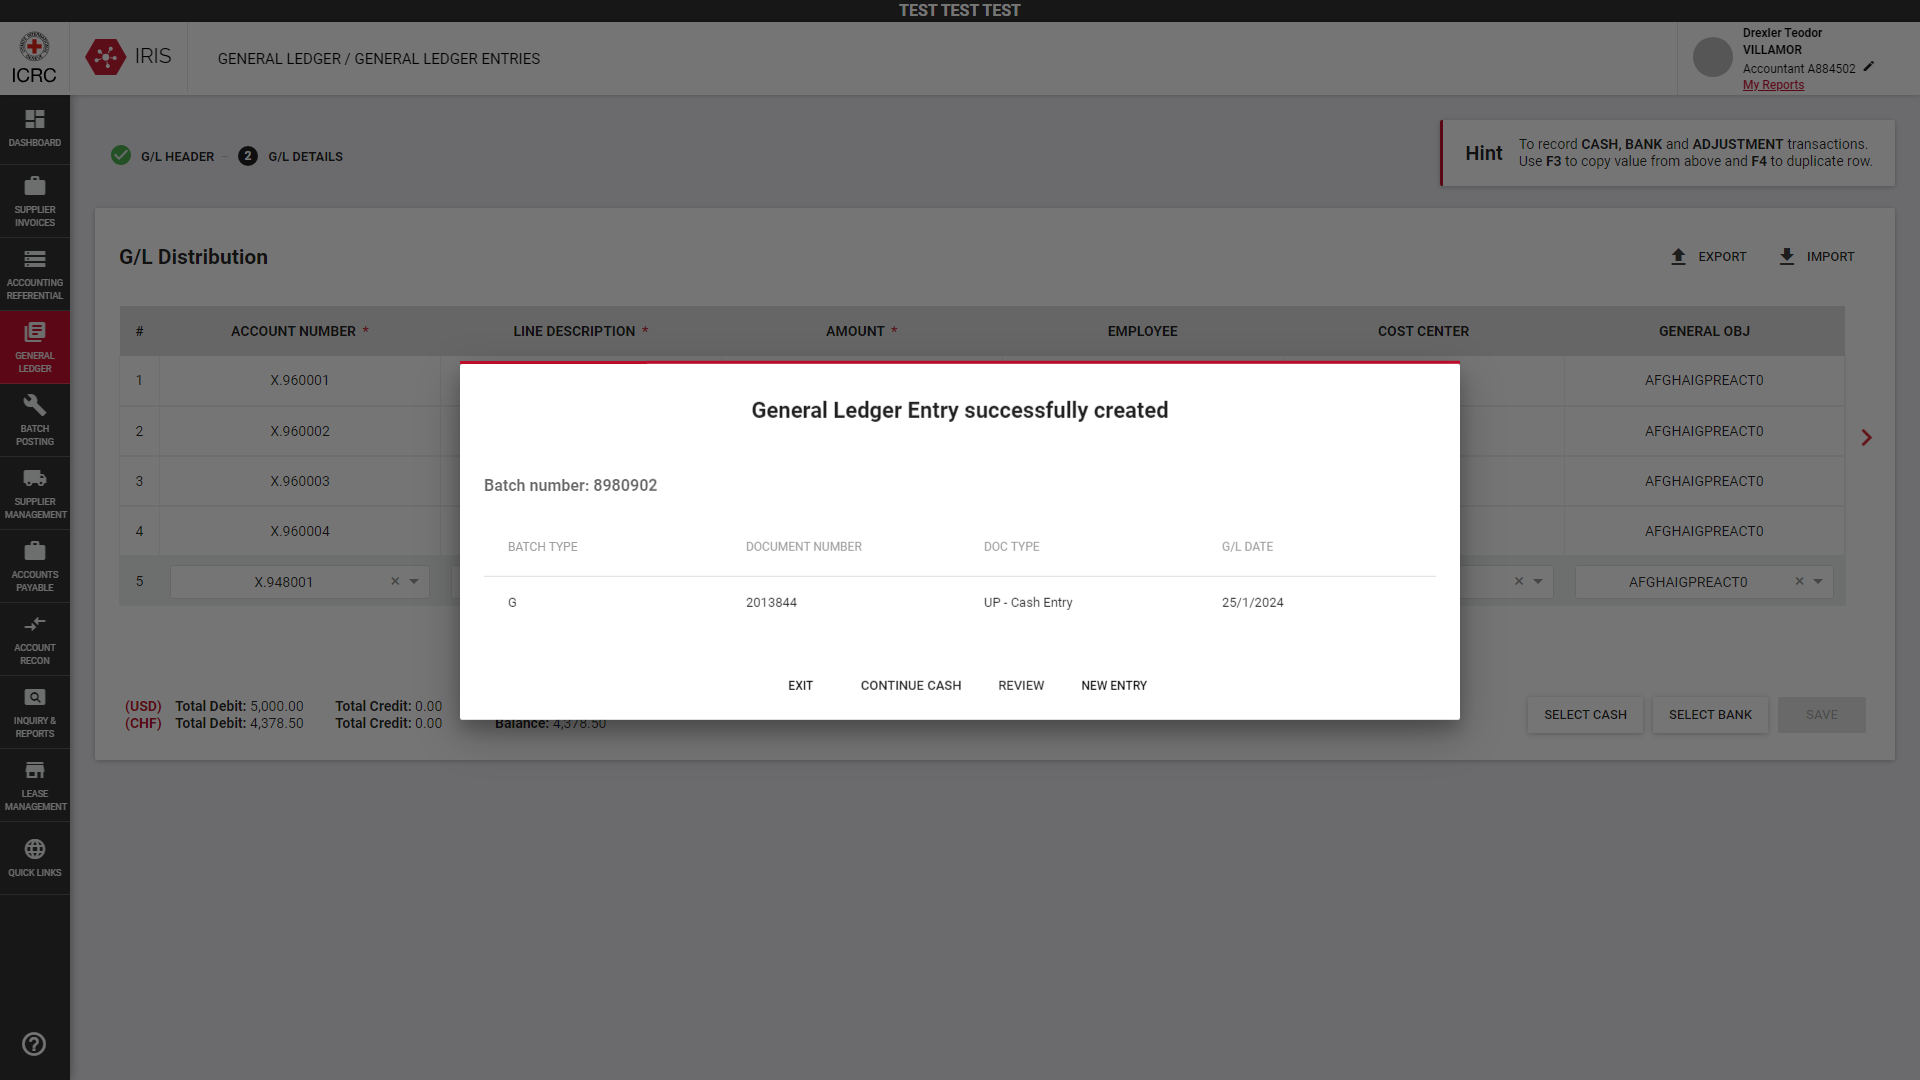 TEST TEST TEST
ICRC
IRIS
GENERAL LEDGER / GENERAL LEDGER ENTRIES
Drexler Teodor
VILLAMOR
Accountant A884502
My Reports
DASHBOARD
SUPPLIER
INVOICES
ACCOUNTING
REFERENTIAL
GENERAL
LEDGER
BATCH
POSTING
SUPPLIER
MANAGEMENT
ACCOUNTS
PAYABLE
ACCOUNT
RECON
INQUIRY &
REPORTS
LEASE
MANAGEMENT
QUICK LINKS
G/L HEADER – 2 G/L DETAILS
Hint
To record CASH, BANK and ADJUSTMENT transactions.
Use F3 to copy value from above and F4 to duplicate row.
G/L Distribution
EXPORT IMPORT
# ACCOUNT NUMBER * LINE DESCRIPTION * AMOUNT * EMPLOYEE COST CENTER GENERAL OBJ
1 X.960001 AFGHAIGPREACT0
2 X.960002 AFGHAIGPREACT0
3 X.960003 AFGHAIGPREACT0
4 X.960004 AFGHAIGPREACT0
5 X.948001 × × AFGHAIGPREACT0 ×
General Ledger Entry successfully created
Batch number: 8980902
BATCH TYPE DOCUMENT NUMBER DOC TYPE G/L DATE
G 2013844 UP - Cash Entry 25/1/2024
EXIT CONTINUE CASH REVIEW NEW ENTRY
(USD) Total Debit: 5,000.00 Total Credit: 0.00
(CHF) Total Debit: 4,378.50 Total Credit: 0.00 Balance: 4,378.50
SELECT CASH SELECT BANK SAVE